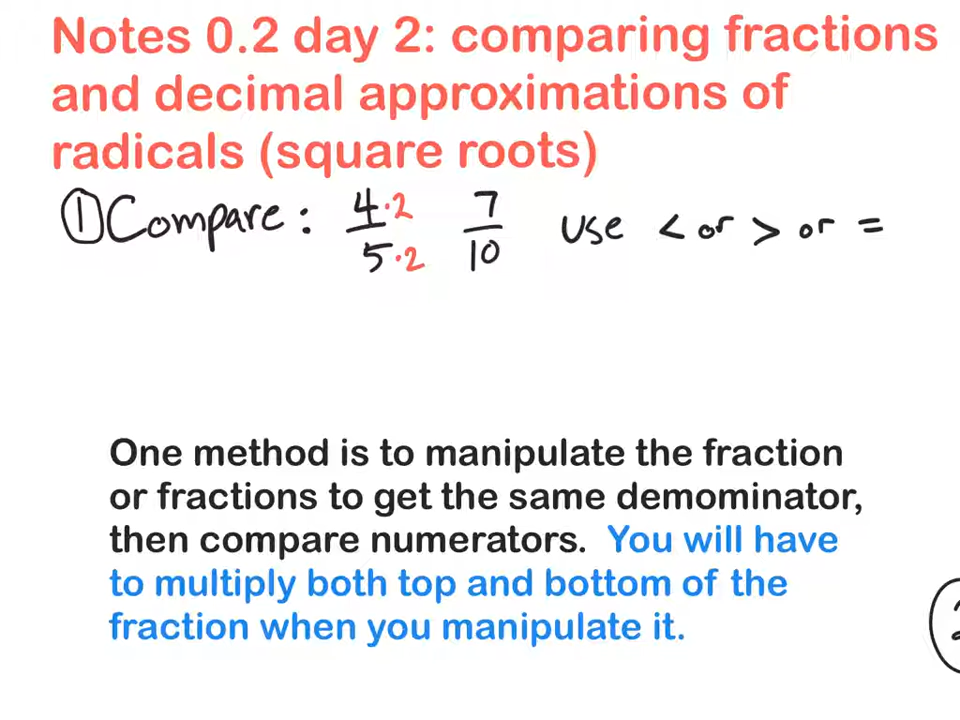 Notes 0.2 day 2: comparing fractions
and decimal approximations of
radicals (square roots)
① Compare: 4·2/5·2 7/10 use < or > or =
One method is to manipulate the fraction
or fractions to get the same demominator,
then compare numerators. You will have
to multiply both top and bottom of the
fraction when you manipulate it.